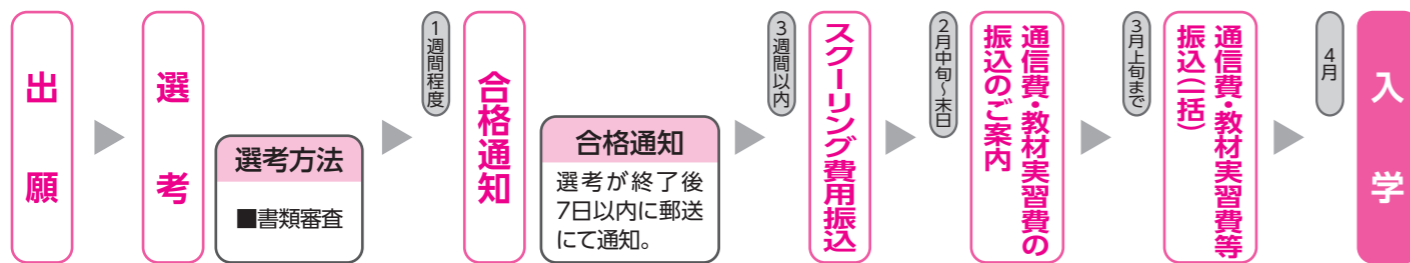 出願
選考
選考方法
■書類審査
1週間程度
合格通知
合格通知
選考が終了後
7日以内に郵送
にて通知。
3週間以内
スクーリング費用振込
2月中旬~末日
通信費・教材実習費の
振込のご案内
3月上旬まで
通信費・教材実習費等
振込(一括)
4月
入学